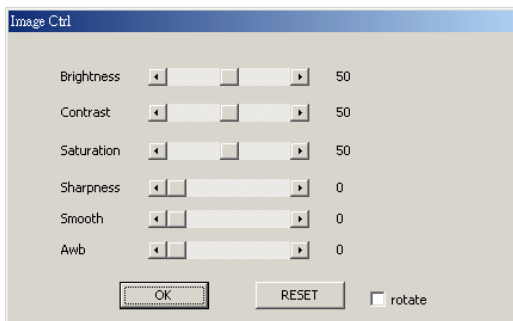 Image Ctrl
Brightness 50
Contrast 50
Saturation 50
Sharpness 0
Smooth 0
Awb 0
OK RESET rotate